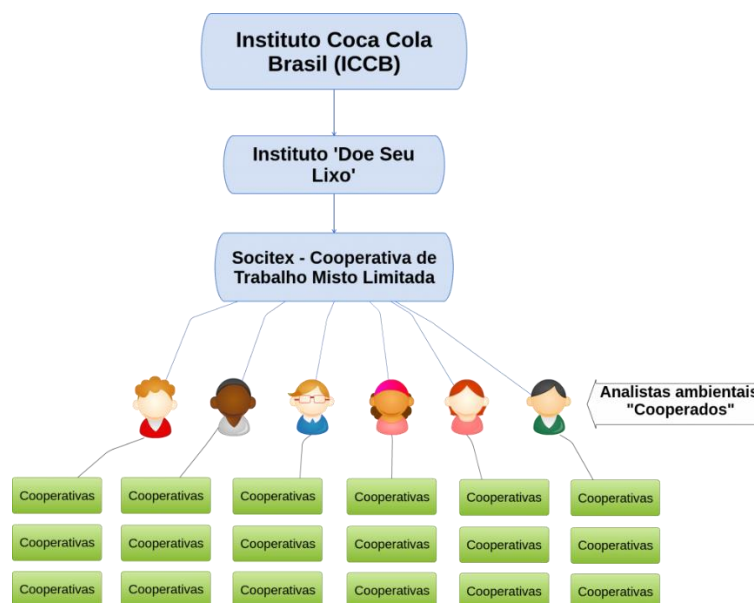 Instituto Coca Cola
Brasil (ICCB)
Instituto 'Doe Seu
Lixo'
Socitex - Cooperativa de
Trabalho Misto Limitada
Analistas ambientais
"Cooperados"
Cooperativas Cooperativas Cooperativas Cooperativas Cooperativas Cooperativas
Cooperativas Cooperativas Cooperativas Cooperativas Cooperativas Cooperativas
Cooperativas Cooperativas Cooperativas Cooperativas Cooperativas Cooperativas